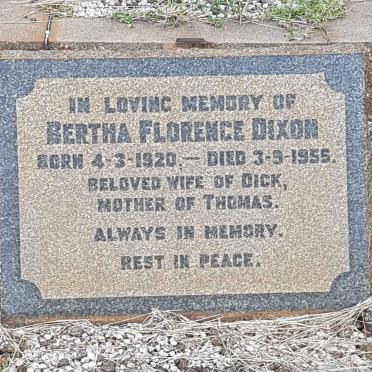 IN LOVING MEMORY OF
BERTHA FLORENCE DIXON
BORN 4-3-1920.— DIED 3-9-1955.
BELOVED WIFE OF DICK,
MOTHER OF THOMAS.
ALWAYS IN MEMORY.
REST IN PEACE.